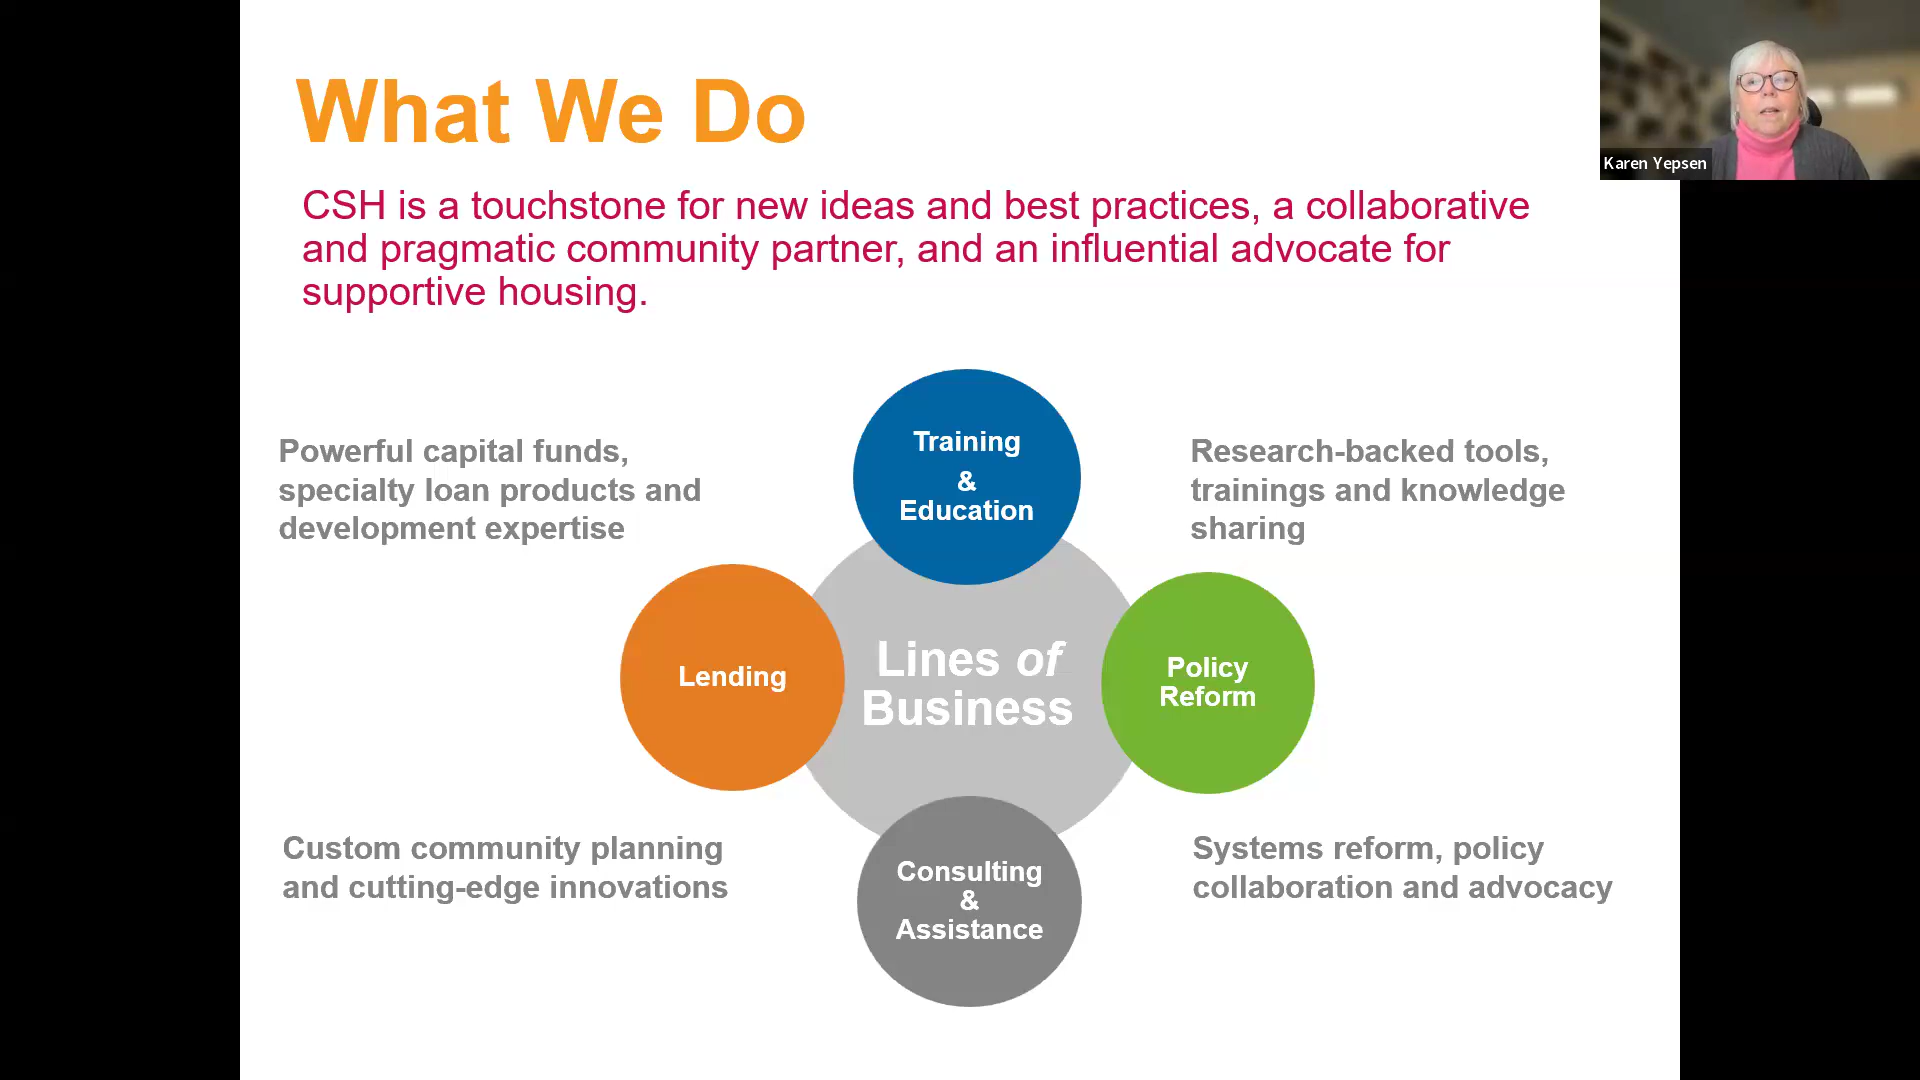 What We Do
Karen Yepsen
CSH is a touchstone for new ideas and best practices, a collaborative
and pragmatic community partner, and an influential advocate for
supportive housing.
Powerful capital funds,
specialty loan products and
development expertise
Training
&
Education
Research-backed tools,
trainings and knowledge
sharing
Lending
Lines of
Business
Policy
Reform
Custom community planning
and cutting-edge innovations
Consulting
&
Assistance
Systems reform, policy
collaboration and advocacy